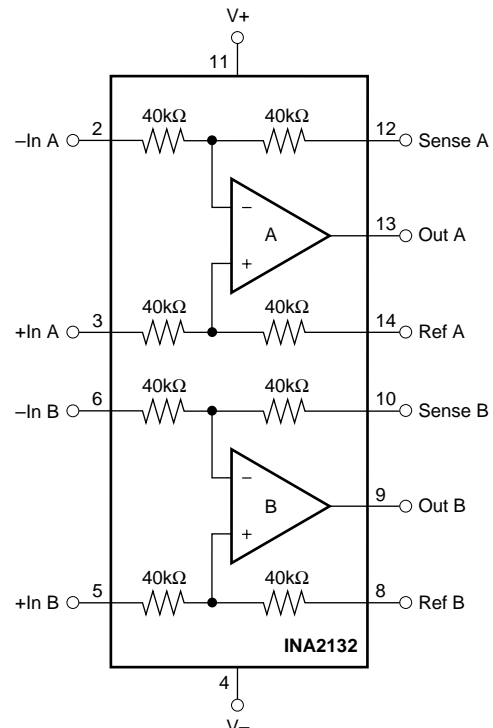 V+
11
40kΩ 40kΩ
–In A 2 12 Sense A
–
A 13 Out A
+
40kΩ 40kΩ
+In A 3 14 Ref A
40kΩ 40kΩ
–In B 6 10 Sense B
–
B 9 Out B
+
40kΩ 40kΩ
+In B 5 8 Ref B
INA2132
4
V–